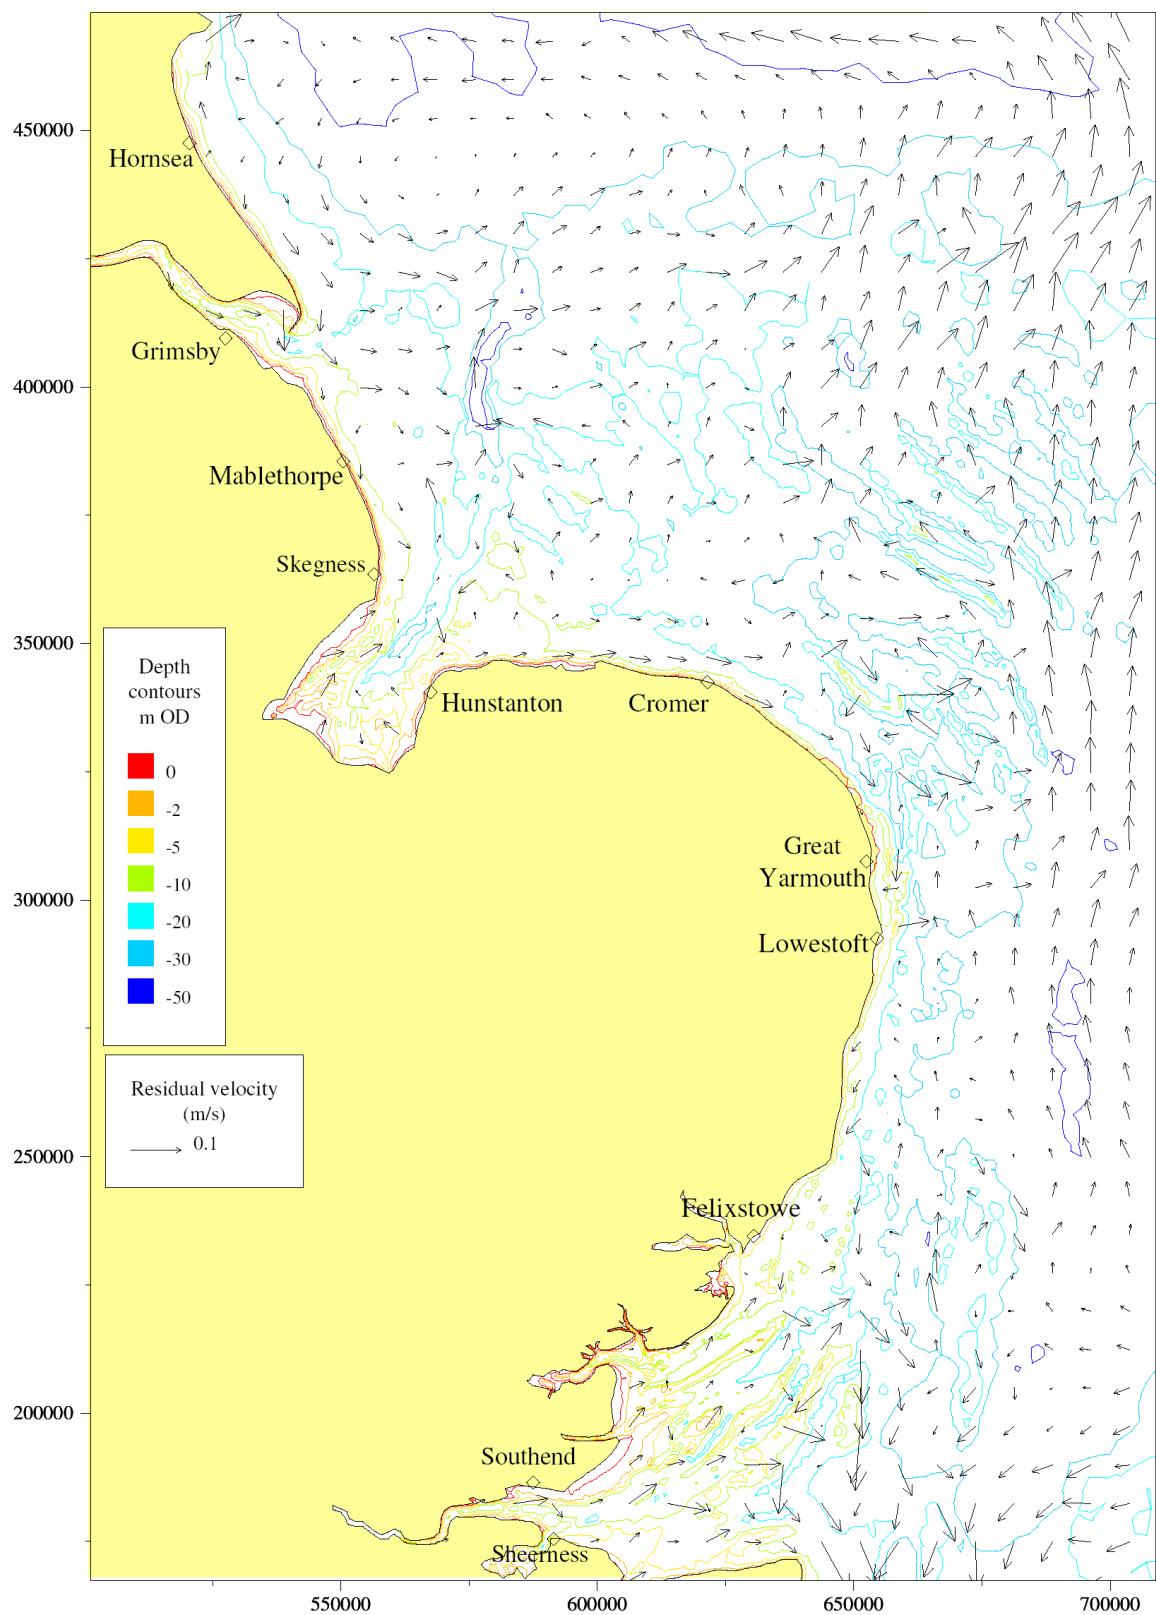 450000
Hornsea
Grimsby
400000
Mablethorpe
Skegness
350000
Depth
contours
m OD
0
-2
-5
-10
-20
-30
-50
Hunstanton
Cromer
Great
Yarmouth
300000
Lowestoft
Residual velocity
(m/s)
0.1
250000
Felixstowe
200000
Southend
Sheerness
550000
600000
650000
700000